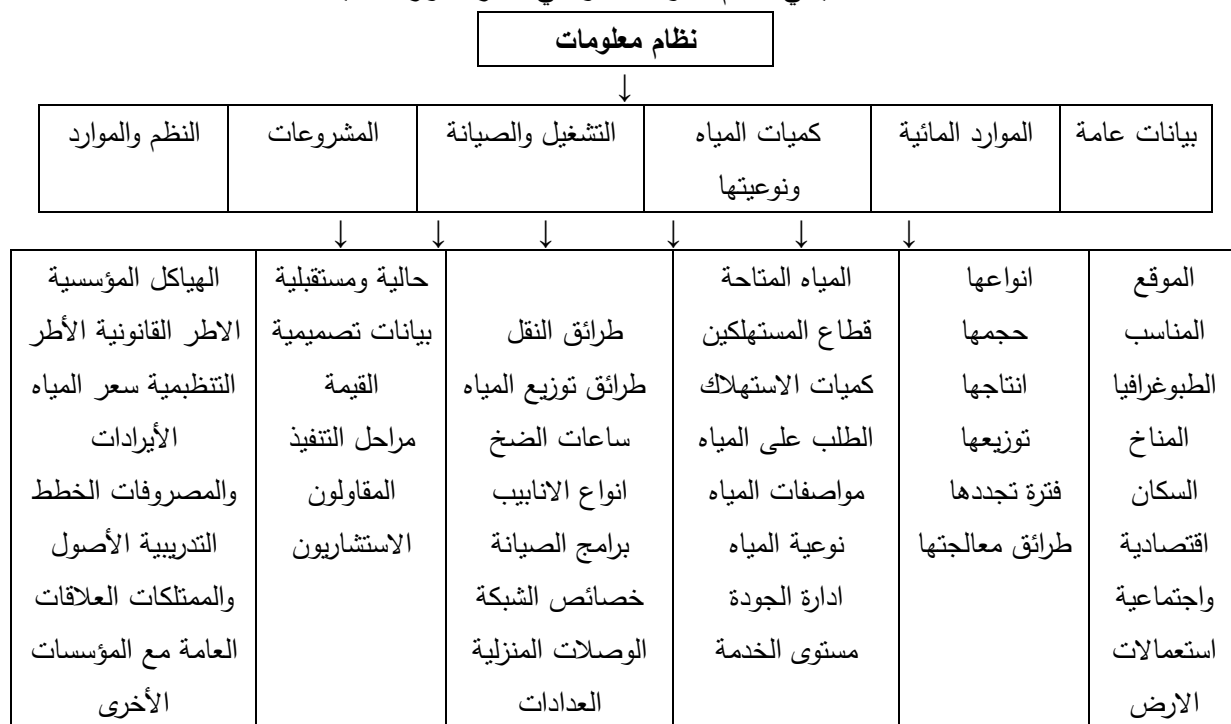 نظام معلومات
↓
بيانات عامة
الموارد المائية
كميات المياه
ونوعيتها
التشغيل والصيانة
المشروعات
النظم والموارد
↓ ↓ ↓ ↓ ↓ ↓
الموقع
المناسب
الطبوغرافيا
المناخ
السكان
اقتصادية
واجتماعية
استعمالات
الارض
انواعها
حجمها
انتاجها
توزيعها
فترة تجددها
طرائق معالجتها
المياه المتاحة
قطاع المستهلكين
كميات الاستهلاك
الطلب على المياه
مواصفات المياه
نوعية المياه
ادارة الجودة
مستوى الخدمة
طرائق النقل
طرائق توزيع المياه
ساعات الضخ
انواع الانابيب
برامج الصيانة
خصائص الشبكة
الوصلات المنزلية
العدادات
حالية ومستقبلية
بيانات تصميمية
القيمة
مراحل التنفيذ
المقاولون
الاستشاريون
الهياكل المؤسسية
الاطر القانونية الأطر
التنظبمية سعر المياه
الأيرادات
والمصروفات الخطط
التدريبية الأصول
والممتلكات العلاقات
العامة مع المؤسسات
الأخرى